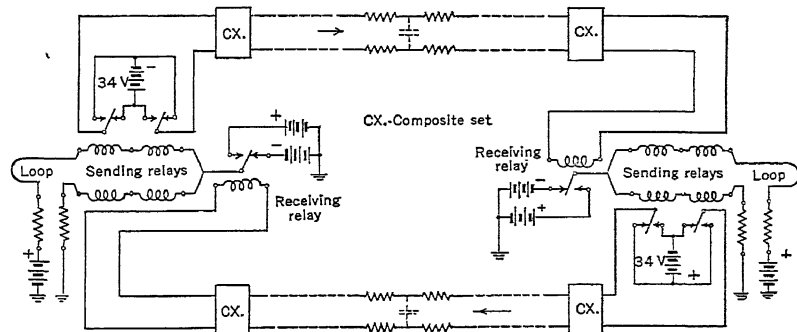 CX.
CX.
34 V
−
+
−
CX.-Composite set
Receiving
relay
Loop
Sending relays
Receiving
relay
Sending relays
Loop
−
+
+
34 V
+
+
CX.
CX.